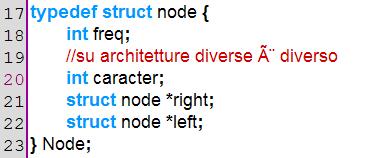 17 typedef struct node {
18 int freq;
19 //su architetture diverse Ã¨ diverso
20 int caracter;
21 struct node *right;
22 struct node *left;
23 } Node;